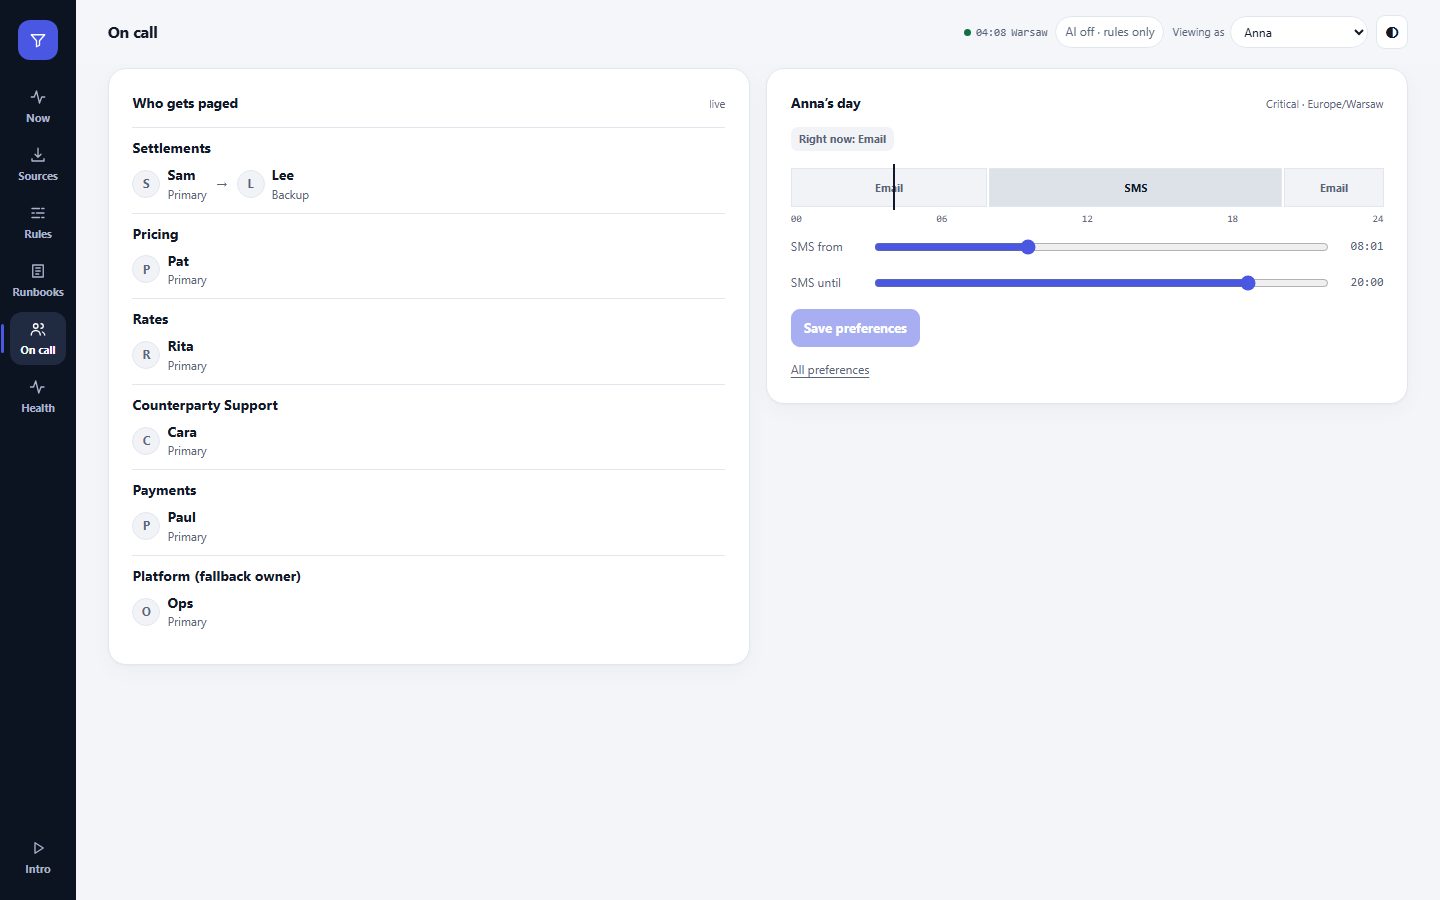 On call
04:08 Warsaw
AI off · rules only
Viewing as
Anna
Now
Sources
Rules
Runbooks
On call
Health
Intro
Who gets paged
live
Settlements
S
Sam
Primary
→
L
Lee
Backup
Pricing
P
Pat
Primary
Rates
R
Rita
Primary
Counterparty Support
C
Cara
Primary
Payments
P
Paul
Primary
Platform (fallback owner)
O
Ops
Primary
Anna's day
Critical · Europe/Warsaw
Right now: Email
Email
SMS
Email
00 06 12 18 24
SMS from
08:01
SMS until
20:00
Save preferences
All preferences